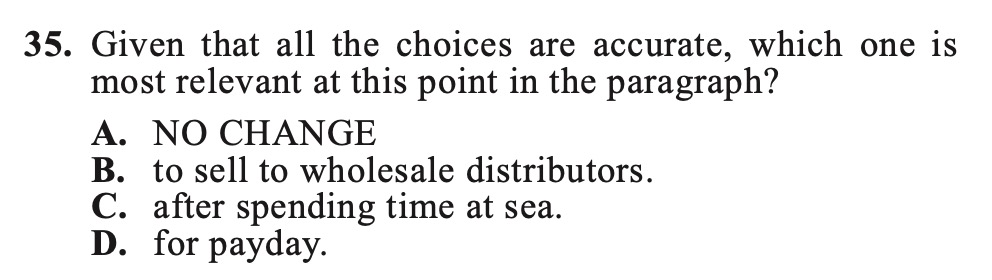 35. Given that all the choices are accurate, which one is
most relevant at this point in the paragraph?
A. NO CHANGE
B. to sell to wholesale distributors.
C. after spending time at sea.
D. for payday.